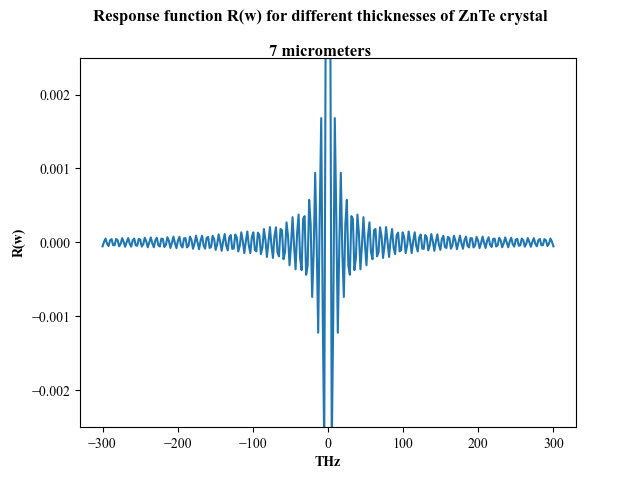 Response function R(w) for different thicknesses of ZnTe crystal
7 micrometers
0.002
0.001
0.000
−0.001
−0.002
R(w)
−300 −200 −100 0 100 200 300
THz